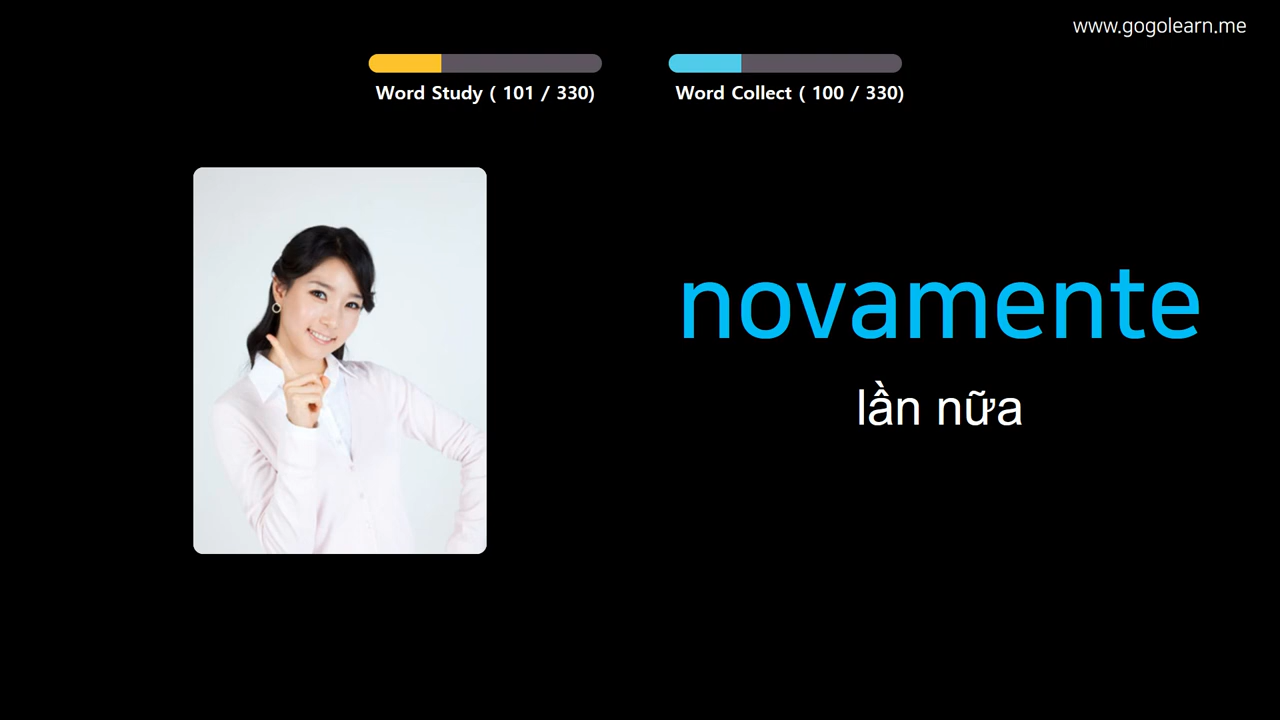 www.gogolearn.me
Word Study ( 101 / 330)
Word Collect ( 100 / 330)
novamente
lần nữa